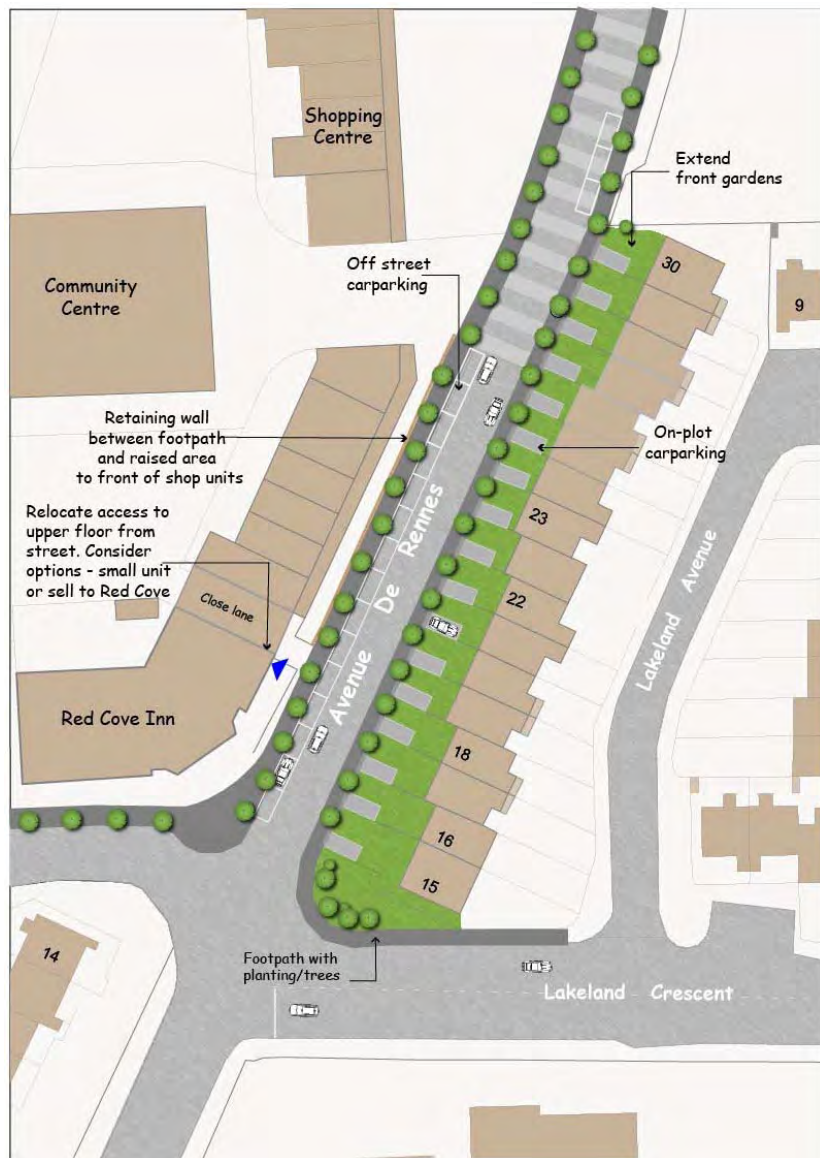 Shopping
Centre
Extend
front gardens
30
Off street
carparking
Community
Centre
9
Retaining wall
between footpath
and raised area
to front of shop units
On-plot
carparking
Relocate access to
upper floor from
street. Consider
options - small unit
or sell to Red Cove
23
22
Close lane
Avenue De Rennes
Lakeland Avenue
Red Cove Inn
18
16
15
14
Footpath with
planting/trees
Lakeland Crescent